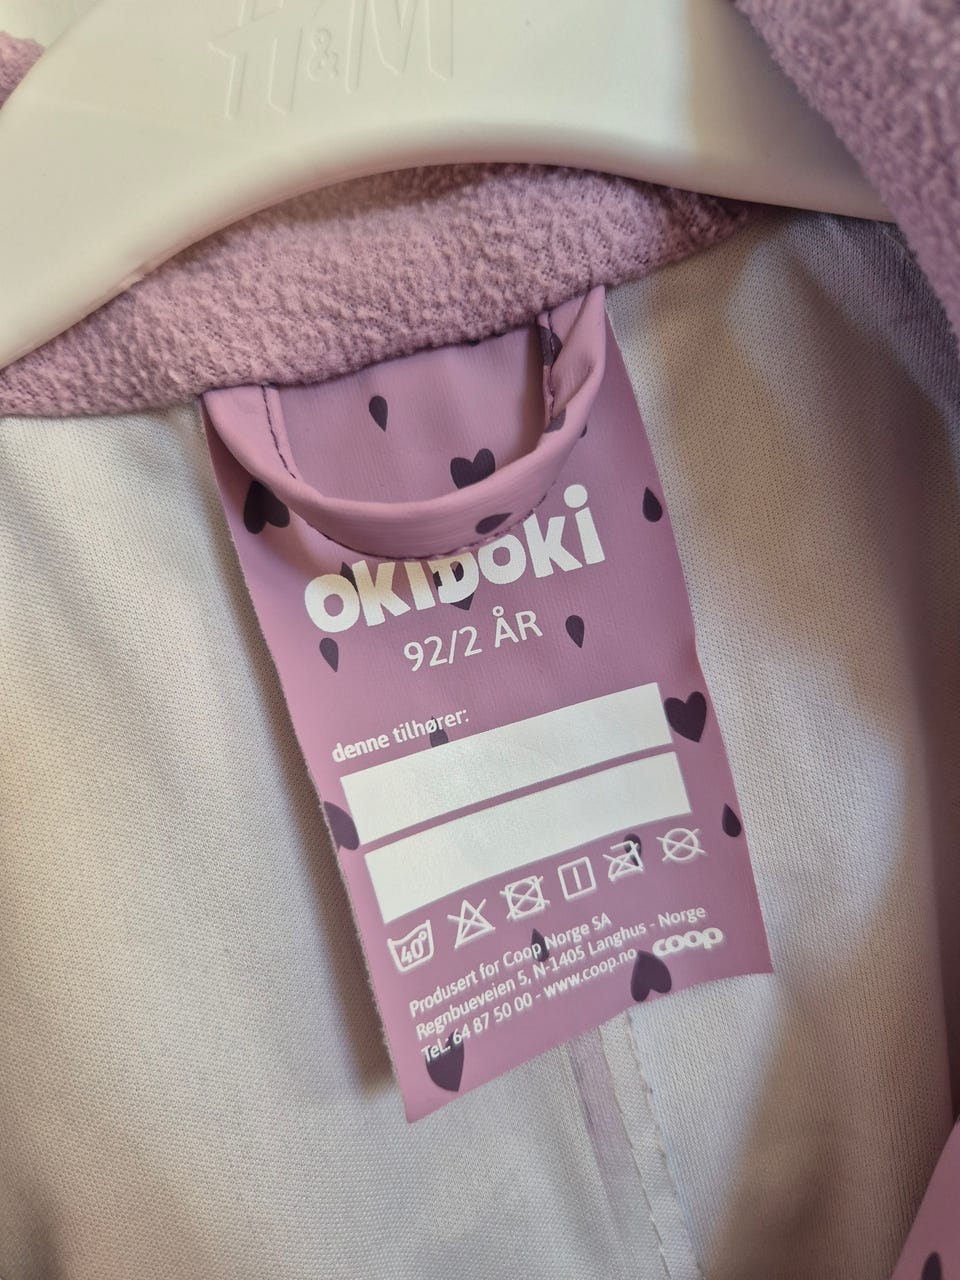 H&M
OKIDOKI
92/2 ÅR
denne tilhører:
40°
Produsert for Coop Norge SA
Regnbueveien 5, N-1405 Langhus - Norge
Tel.: 64 87 50 00 - www.coop.no
coop